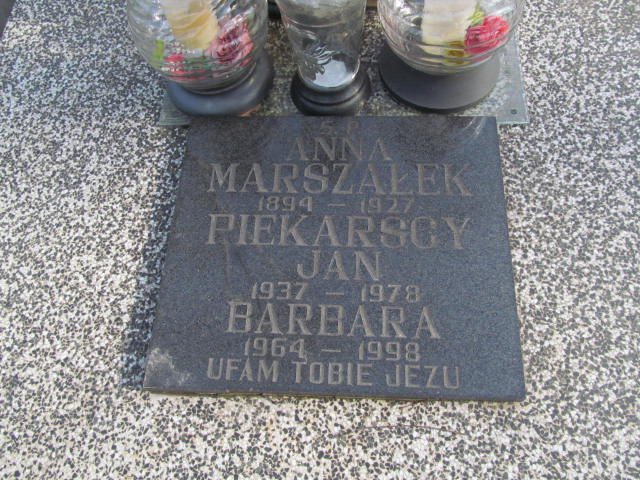 Ś.P.
ANNA
MARSZAŁEK
1894 – 1927
PIEKARSCY
JAN
1937 – 1978
BARBARA
1964 – 1998
UFAM TOBIE JEZU